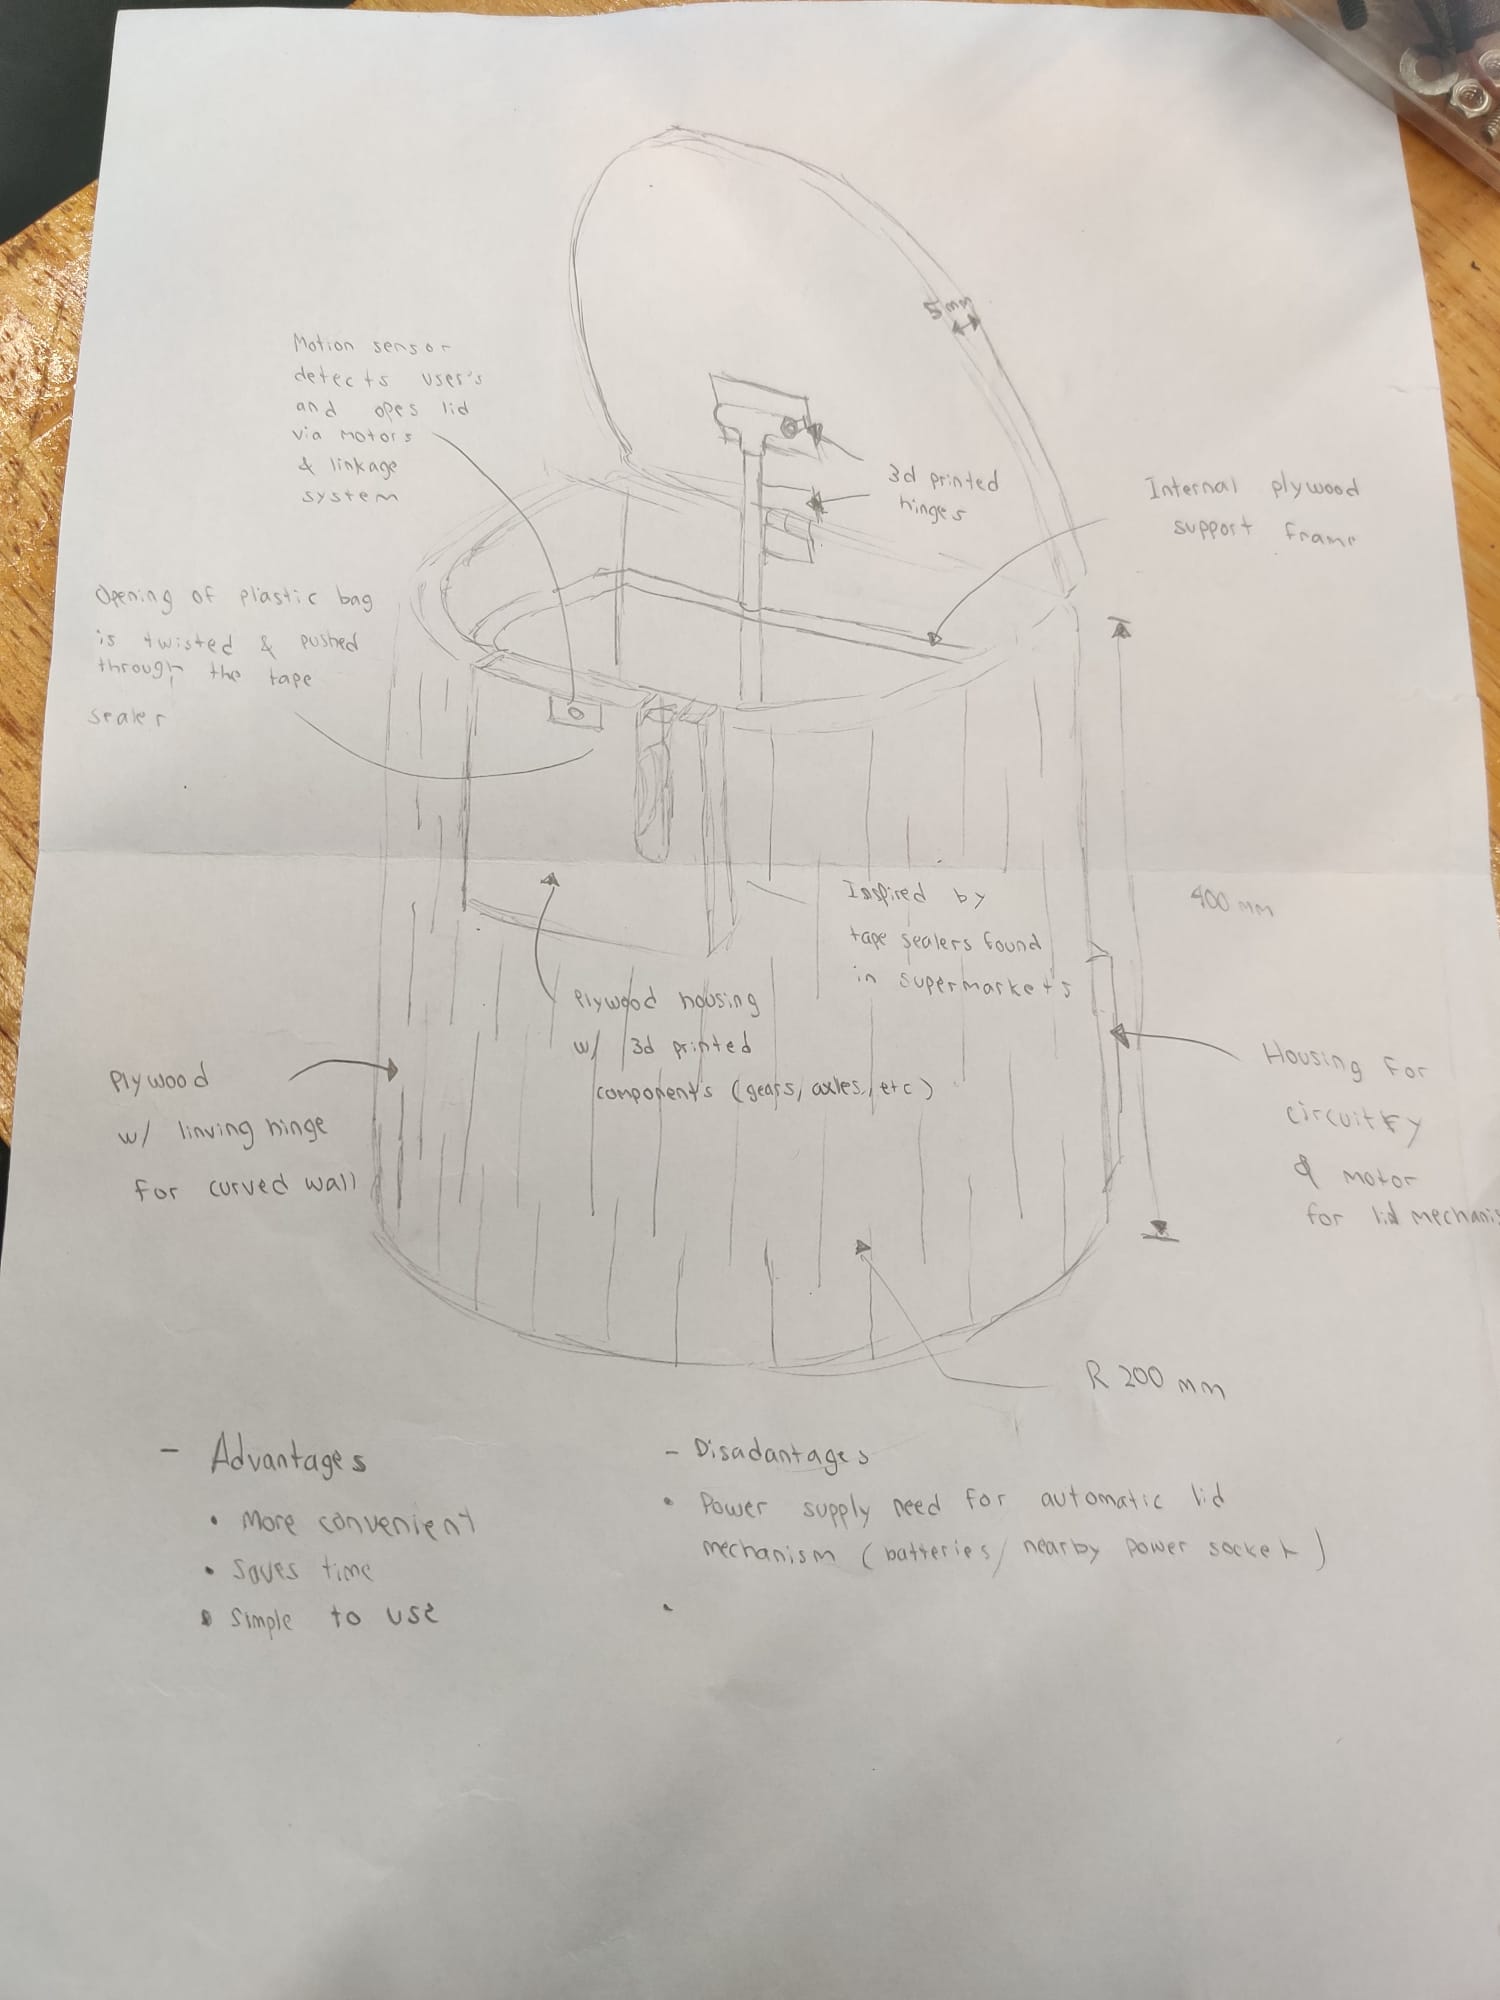 5 mm
Motion sensor
detects user's
and opes lid
via motors
& linkage
system
3d printed
hinges
Internal plywood
support frame
Opening of plastic bag
is twisted & pushed
through the tape
sealer
400 mm
Inspired by
tape sealers found
in supermarkets
Plywood housing
w/ 3d printed
components (gears, axles, etc)
Plywood
w/ linving hinge
for curved wall
Housing for
circuitry
& motor
for lid mechanis
R 200 mm
- Advantages
• More convenient
• Saves time
• Simple to use
- Disadantages
• Power supply need for automatic lid
mechanism (batteries/ nearby power socket)
•